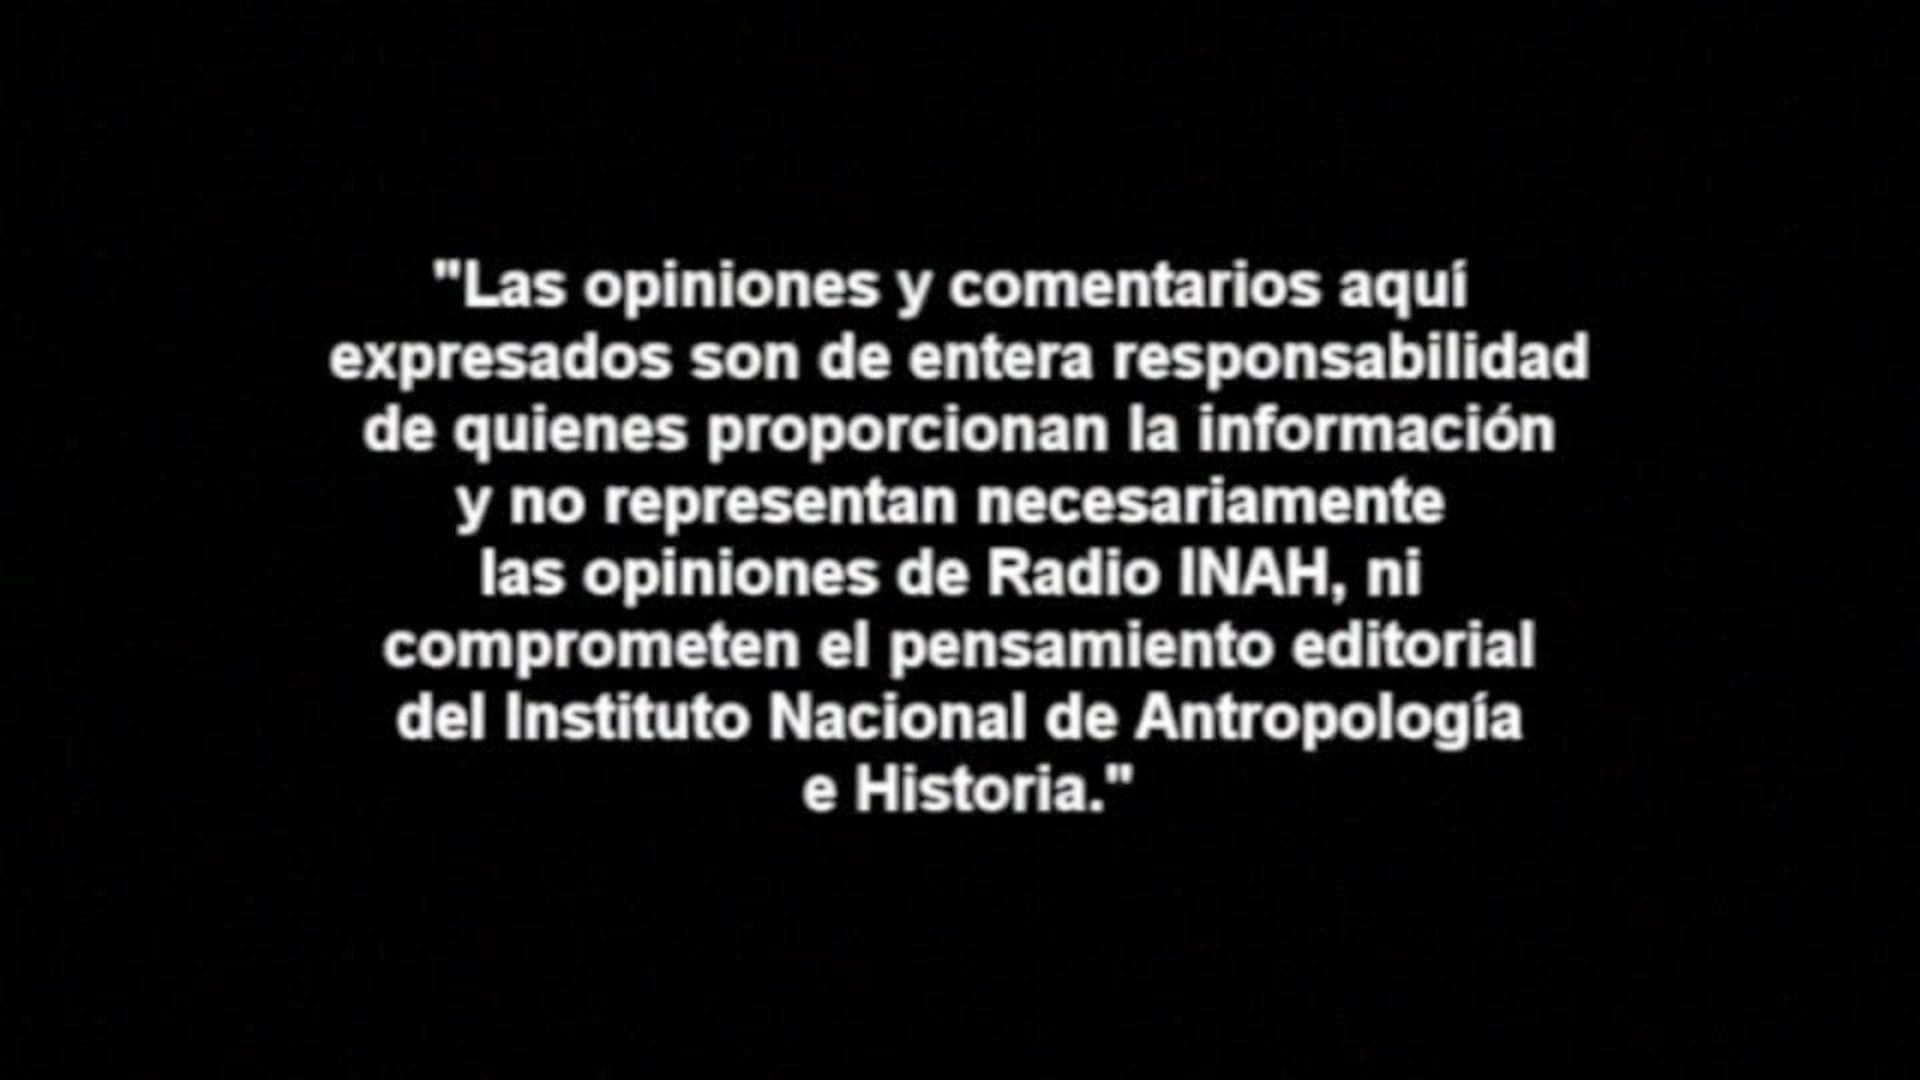 "Las opiniones y comentarios aquí
expresados son de entera responsabilidad
de quienes proporcionan la información
y no representan necesariamente
las opiniones de Radio INAH, ni
comprometen el pensamiento editorial
del Instituto Nacional de Antropología
e Historia."